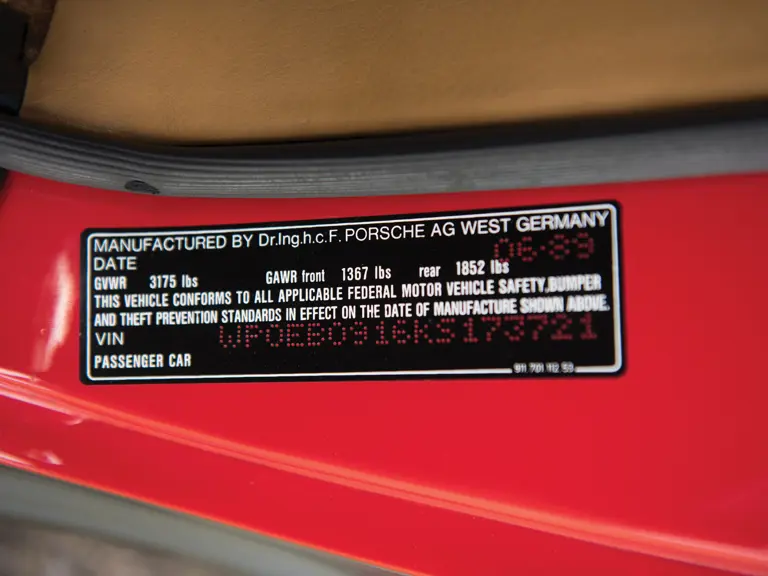 MANUFACTURED BY Dr.Ing.h.c.F. PORSCHE AG WEST GERMANY
DATE 06·89
GVWR 3175 lbs GAWR front 1367 lbs rear 1852 lbs
THIS VEHICLE CONFORMS TO ALL APPLICABLE FEDERAL MOTOR VEHICLE SAFETY, BUMPER
AND THEFT PREVENTION STANDARDS IN EFFECT ON THE DATE OF MANUFACTURE SHOWN ABOVE.
VIN WP0EB0916KS173721
PASSENGER CAR
911 701 112 53